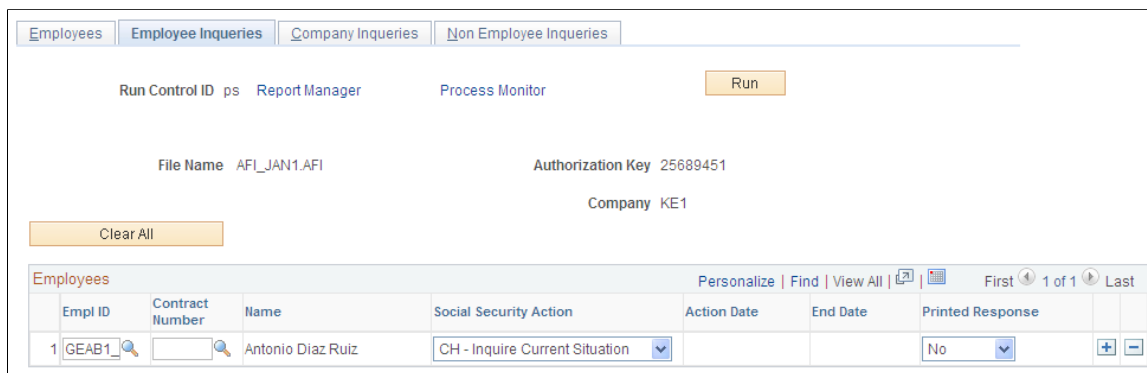 Employees Employee Inqueries Company Inqueries Non Employee Inqueries
Run Control ID ps Report Manager Process Monitor Run
File Name AFI_JAN1.AFI Authorization Key 25689451
Company KE1
Clear All
Employees Personalize | Find | View All | | First 1 of 1 Last
Empl ID Contract Number Name Social Security Action Action Date End Date Printed Response
1 GEAB1_ Antonio Diaz Ruiz CH - Inquire Current Situation No